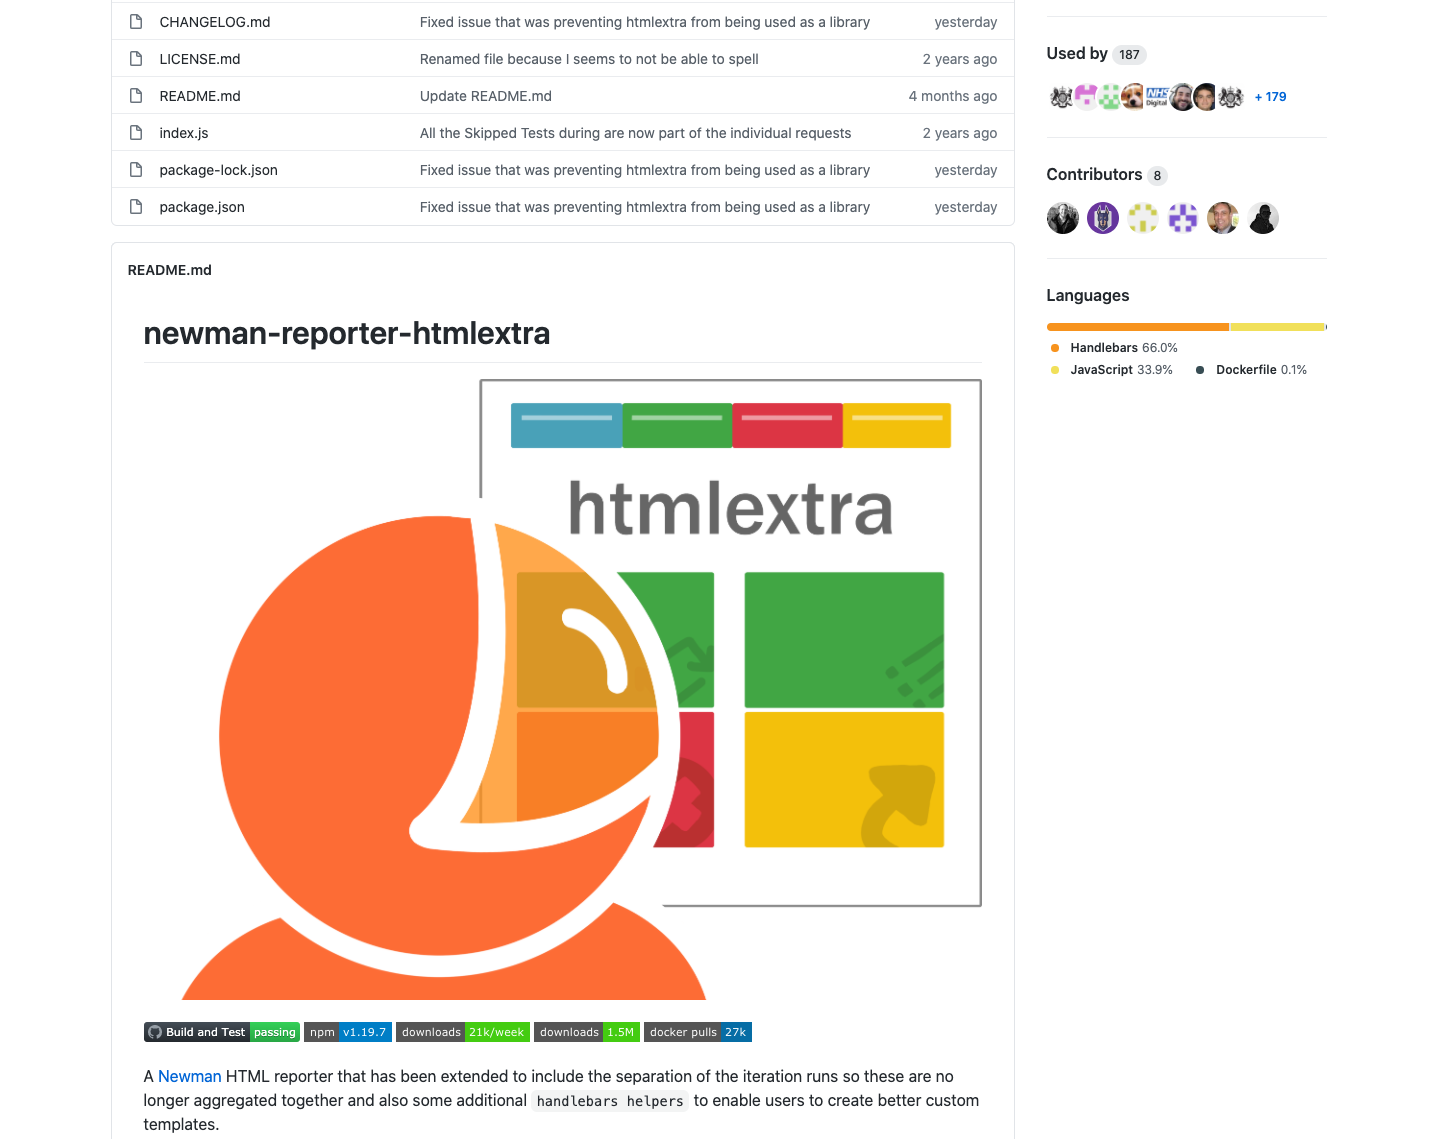 CHANGELOG.md Fixed issue that was preventing htmlextra from being used as a library yesterday
LICENSE.md Renamed file because I seems to not be able to spell 2 years ago
README.md Update README.md 4 months ago
index.js All the Skipped Tests during are now part of the individual requests 2 years ago
package-lock.json Fixed issue that was preventing htmlextra from being used as a library yesterday
package.json Fixed issue that was preventing htmlextra from being used as a library yesterday
README.md
newman-reporter-htmlextra
htmlextra
Build and Test passing npm v1.19.7 downloads 21k/week downloads 1.5M docker pulls 27k
A Newman HTML reporter that has been extended to include the separation of the iteration runs so these are no
longer aggregated together and also some additional handlebars helpers to enable users to create better custom
templates.
Used by 187
NHS
Digital
+ 179
Contributors 8
Languages
Handlebars 66.0%
JavaScript 33.9% Dockerfile 0.1%